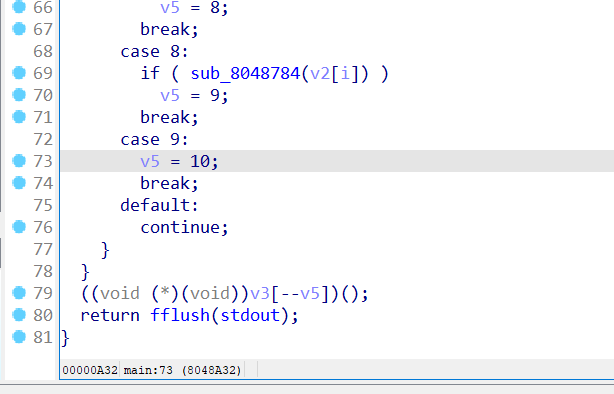 66 v5 = 8;
67 break;
68 case 8:
69 if ( sub_8048784(v2[i]) )
70 v5 = 9;
71 break;
72 case 9:
73 v5 = 10;
74 break;
75 default:
76 continue;
77 }
78 }
79 ((void (*)(void))v3[--v5])();
80 return fflush(stdout);
81 }
00000A32 main:73 (8048A32)